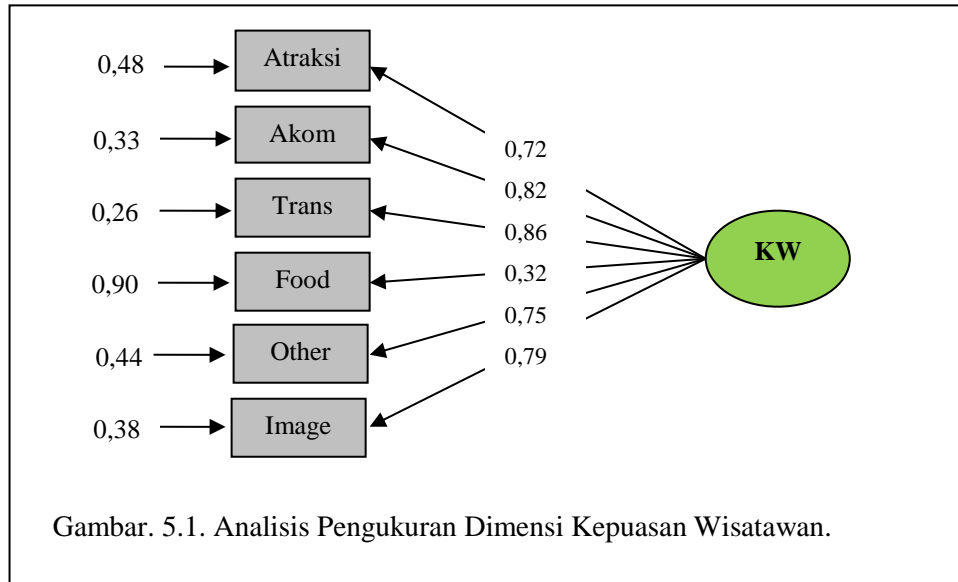 0,48 Atraksi
0,72
0,33 Akom
0,82
0,26 Trans
0,86
KW
0,90 Food
0,32
0,75
0,44 Other
0,79
0,38 Image
Gambar. 5.1. Analisis Pengukuran Dimensi Kepuasan Wisatawan.